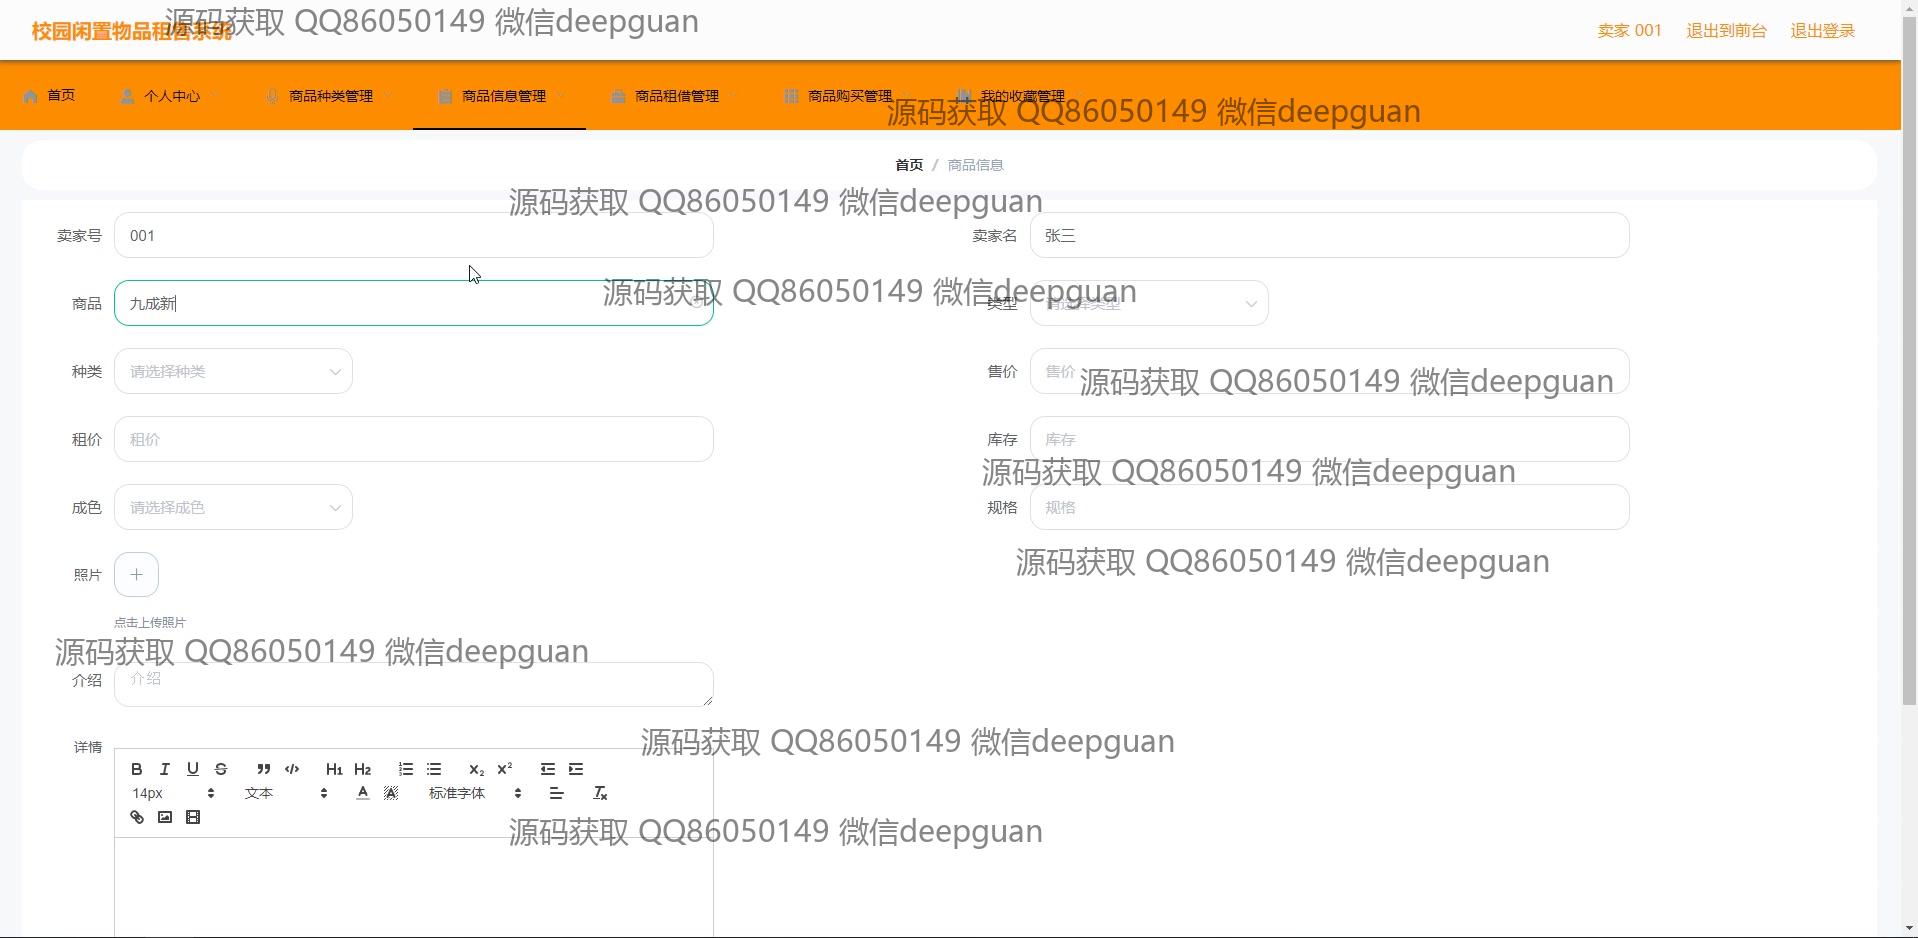 校园闲置物品租售系统
源码获取 QQ86050149 微信deepguan
卖家 001 退出到前台 退出登录
首页 个人中心 商品种类管理 商品信息管理 商品租借管理 商品购买管理 我的收藏管理
源码获取 QQ86050149 微信deepguan
首页 / 商品信息
源码获取 QQ86050149 微信deepguan
卖家号 001 卖家名 张三
源码获取 QQ86050149 微信deepguan
商品 九成新 类型 请选择类型
种类 请选择种类 售价 售价
源码获取 QQ86050149 微信deepguan
租价 租价 库存 库存
源码获取 QQ86050149 微信deepguan
成色 请选择成色 规格 规格
源码获取 QQ86050149 微信deepguan
照片
点击上传照片
源码获取 QQ86050149 微信deepguan
介绍 介绍
源码获取 QQ86050149 微信deepguan
详情
B I U S H1 H2 X2 X2
14px 文本 A A 标准字体 Tx
源码获取 QQ86050149 微信deepguan